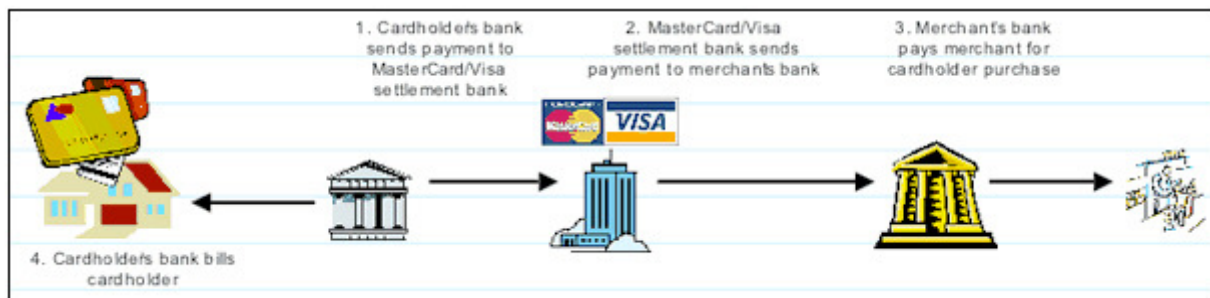 1. Cardholder's bank
sends payment to
MasterCard/Visa
settlement bank
2. MasterCard/Visa
settlement bank sends
payment to merchants bank
3. Merchant's bank
pays merchant for
cardholder purchase
MasterCard
VISA
4. Cardholder's bank bills
cardholder